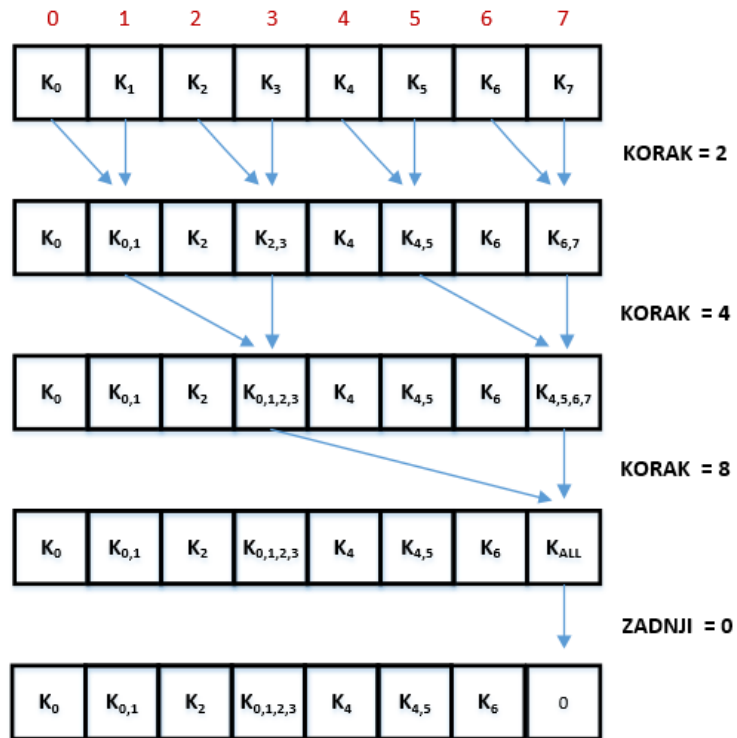 0 1 2 3 4 5 6 7
K₀ K₁ K₂ K₃ K₄ K₅ K₆ K₇
KORAK = 2
K₀ K₀,₁ K₂ K₂,₃ K₄ K₄,₅ K₆ K₆,₇
KORAK = 4
K₀ K₀,₁ K₂ K₀,₁,₂,₃ K₄ K₄,₅ K₆ K₄,₅,₆,₇
KORAK = 8
K₀ K₀,₁ K₂ K₀,₁,₂,₃ K₄ K₄,₅ K₆ K_ALL
ZADNJI = 0
K₀ K₀,₁ K₂ K₀,₁,₂,₃ K₄ K₄,₅ K₆ 0